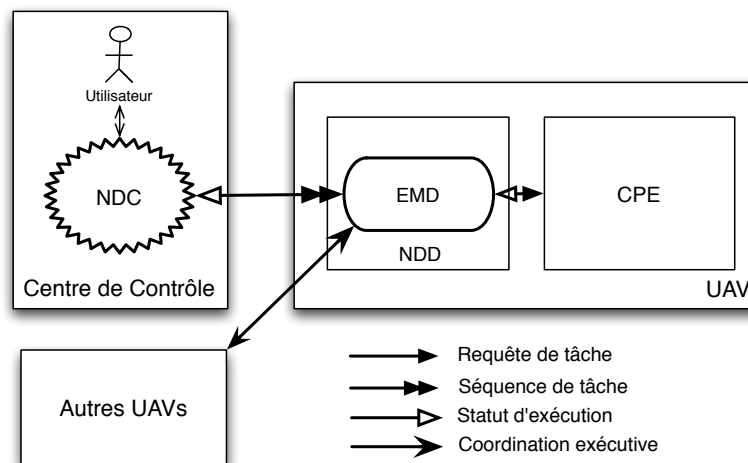 Utilisateur
NDC
Centre de Contrôle
EMD
NDD
CPE
UAV
Autres UAVs
Requête de tâche
Séquence de tâche
Statut d'exécution
Coordination exécutive